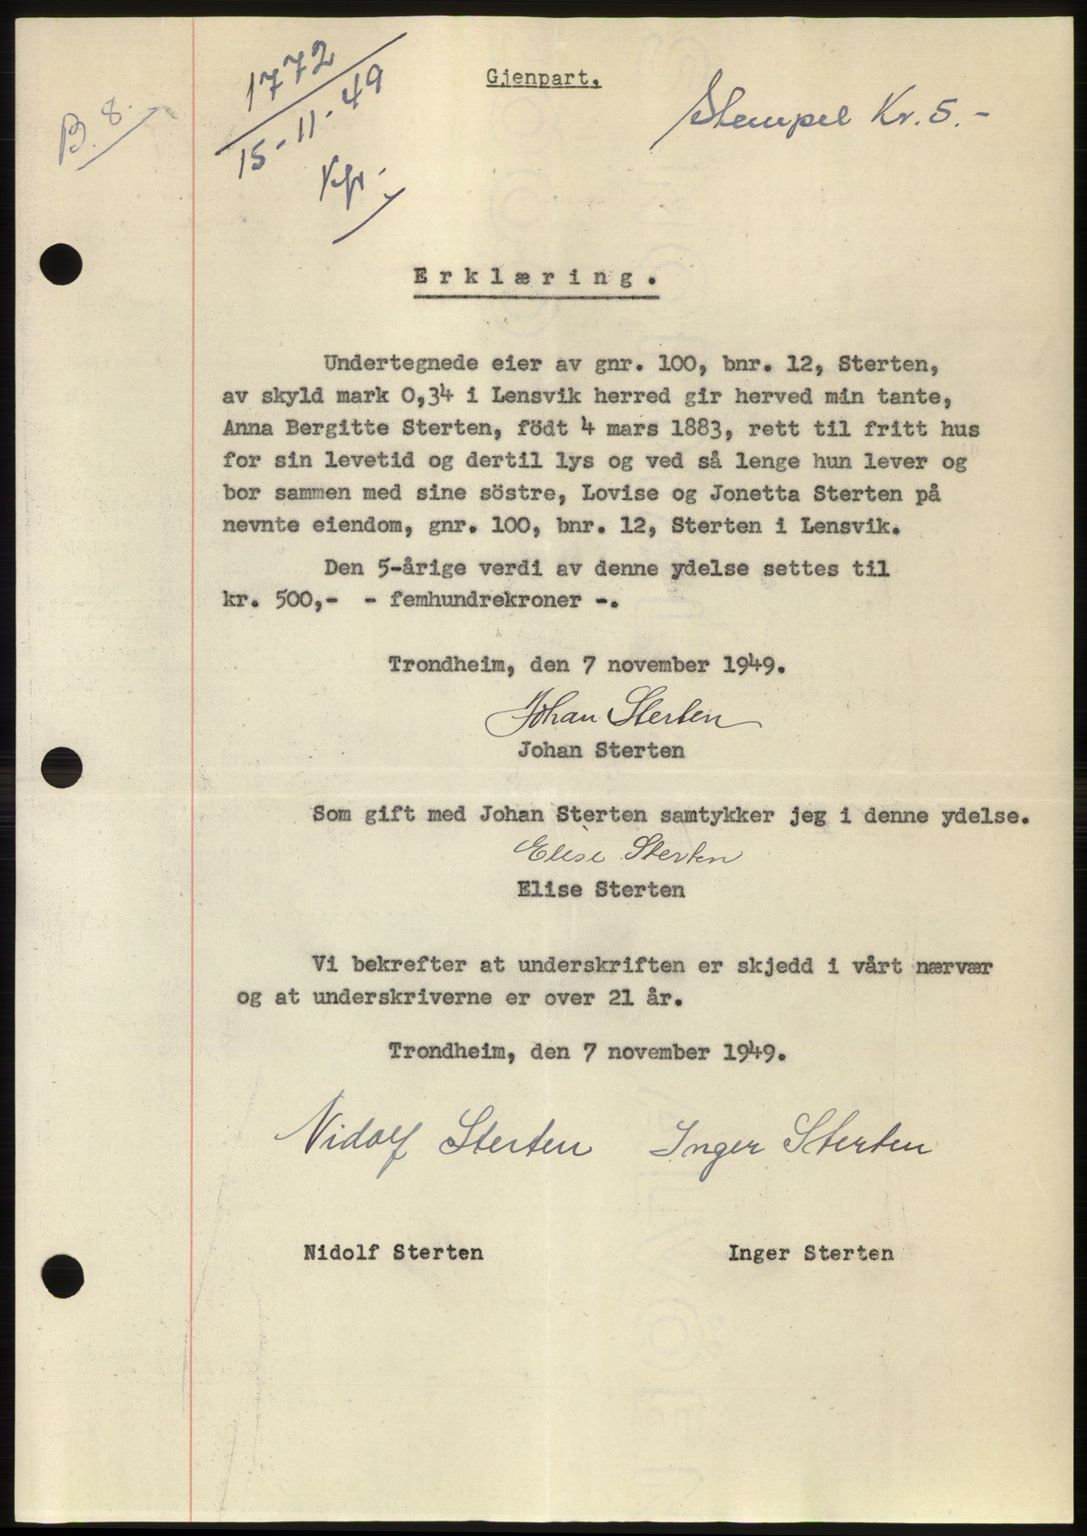 1772
15-11-49
B. 8.
Gjenpart.
Stempel Kr. 5.-
Erklæring.
Undertegnede eier av gnr. 100, bnr. 12, Sterten,
av skyld mark 0,34 i Lensvik herred gir herved min tante,
Anna Bergitte Sterten, födt 4 mars 1883, rett til fritt hus
for sin levetid og dertil lys og ved så lenge hun lever og
bor sammen med sine söstre, Lovise og Jonetta Sterten på
nevnte eiendom, gnr. 100, bnr. 12, Sterten i Lensvik.
Den 5-årige verdi av denne ydelse settes til
kr. 500,- - femhundrekroner -.
Trondheim, den 7 november 1949.
Johan Sterten
Johan Sterten
Som gift med Johan Sterten samtykker jeg i denne ydelse.
Elise Sterten
Elise Sterten
Vi bekrefter at underskriften er skjedd i vårt nærvær
og at underskriverne er over 21 år.
Trondheim, den 7 november 1949.
Nidolf Sterten Inger Sterten
Nidolf Sterten Inger Sterten